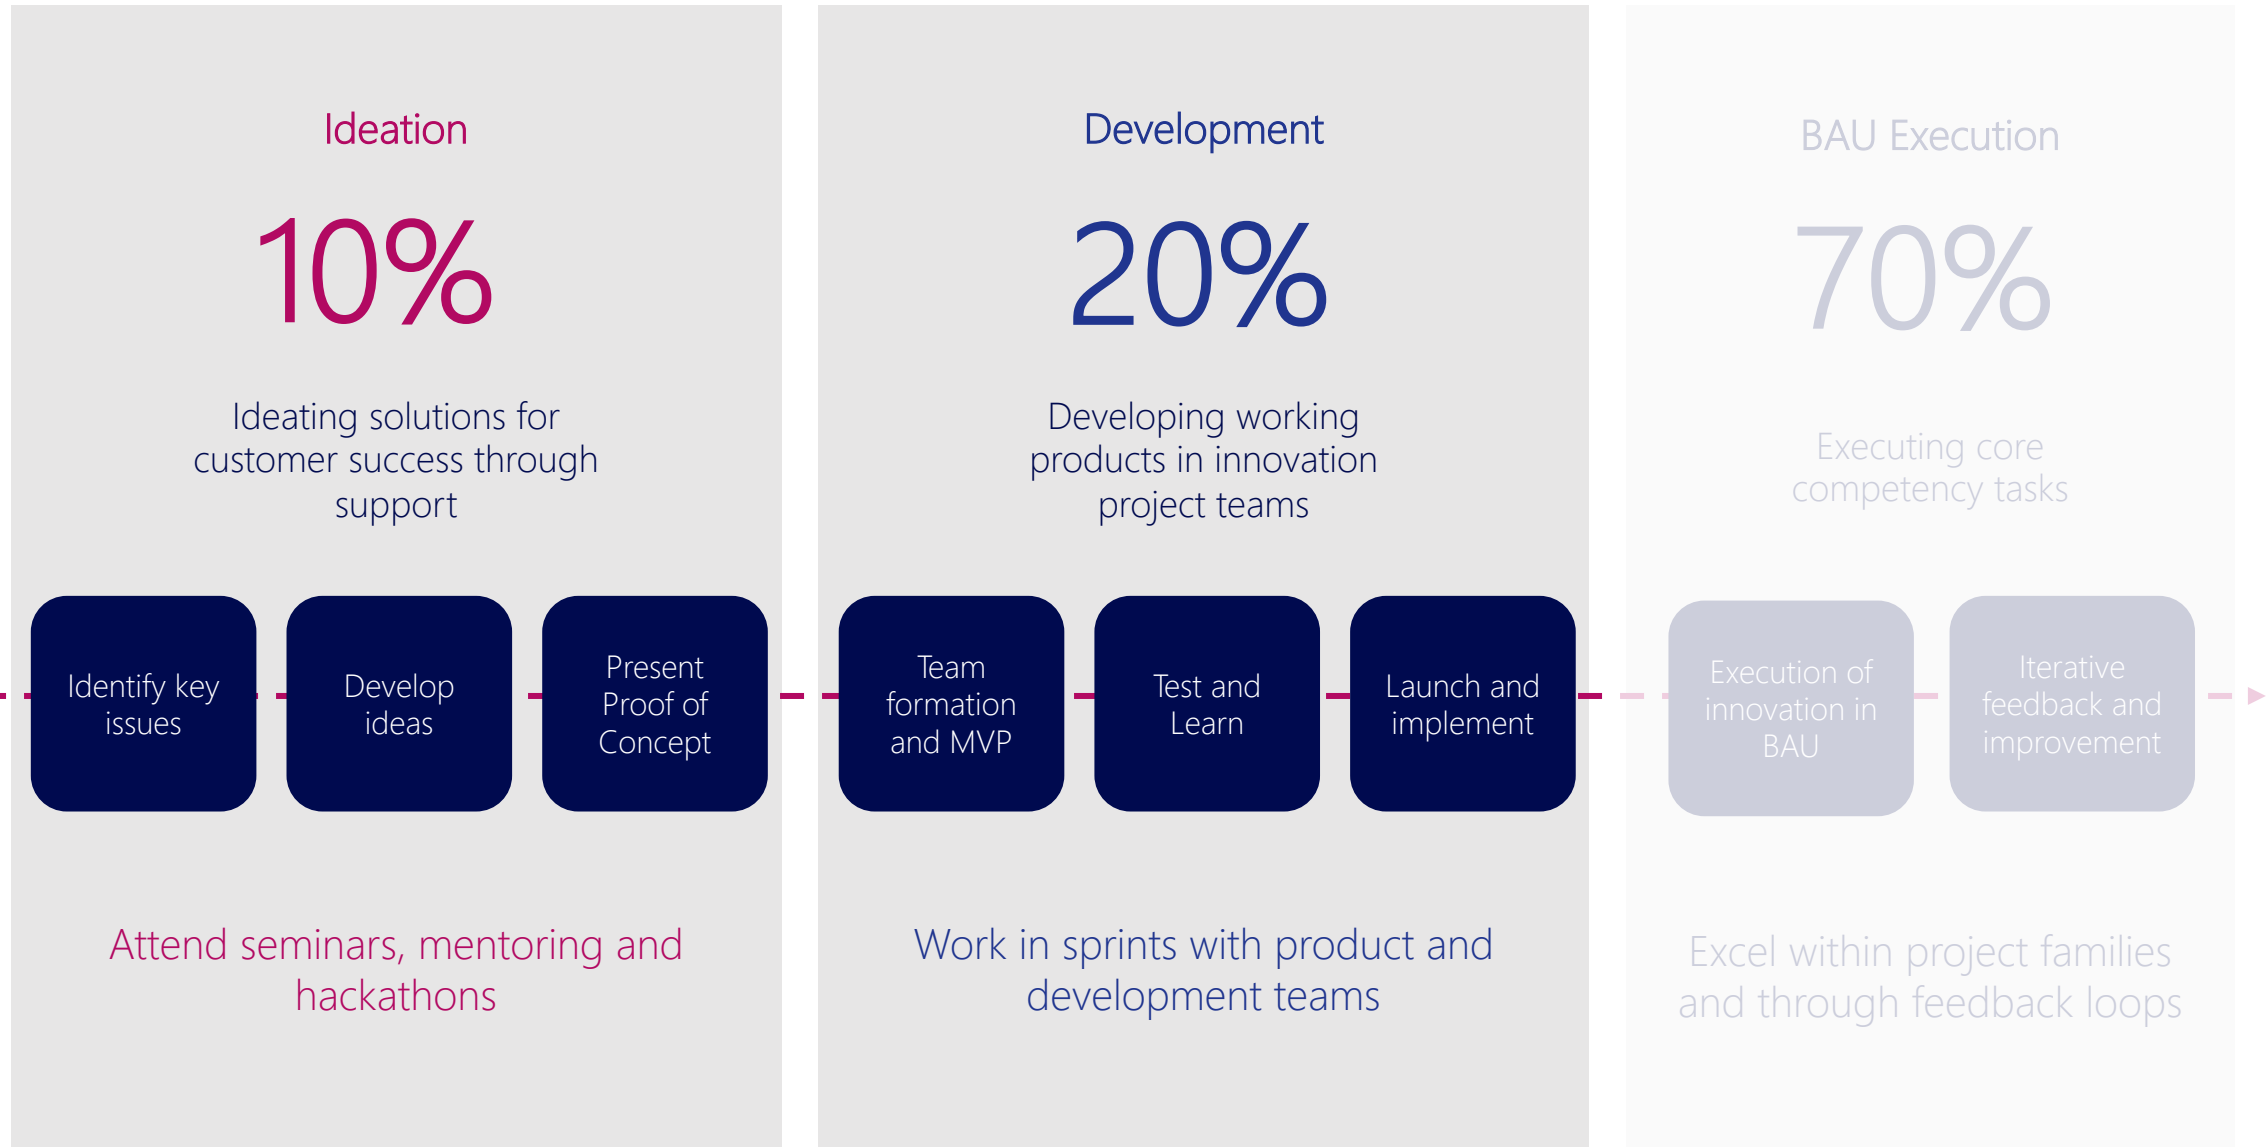 Ideation
10%
Ideating solutions for
customer success through
support
Identify key
issues
Develop
ideas
Present
Proof of
Concept
Attend seminars, mentoring and
hackathons
Development
20%
Developing working
products in innovation
project teams
Team
formation
and MVP
Test and
Learn
Launch and
implement
Work in sprints with product and
development teams
BAU Execution
70%
Executing core
competency tasks
Execution of
innovation in
BAU
Iterative
feedback and
improvement
Excel within project families
and through feedback loops